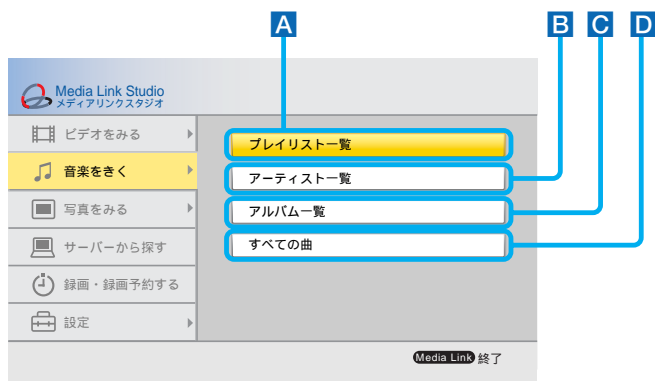 A
B C D
Media Link Studio
メディアリンクスタジオ
ビデオをみる
音楽をきく
写真をみる
サーバーから探す
録画・録画予約する
設定
プレイリスト一覧
アーティスト一覧
アルバム一覧
すべての曲
Media Link 終了